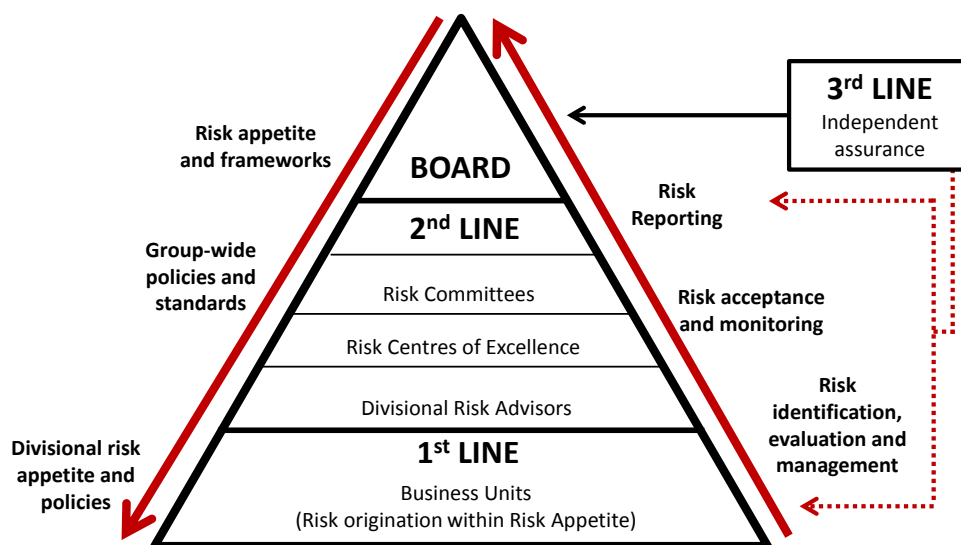 Risk appetite
and frameworks
Group-wide
policies and
standards
Divisional risk
appetite and
policies
BOARD
2nd LINE
Risk Committees
Risk Centres of Excellence
Divisional Risk Advisors
1st LINE
Business Units
(Risk origination within Risk Appetite)
Risk
Reporting
Risk acceptance
and monitoring
Risk
identification,
evaluation and
management
3rd LINE
Independent
assurance